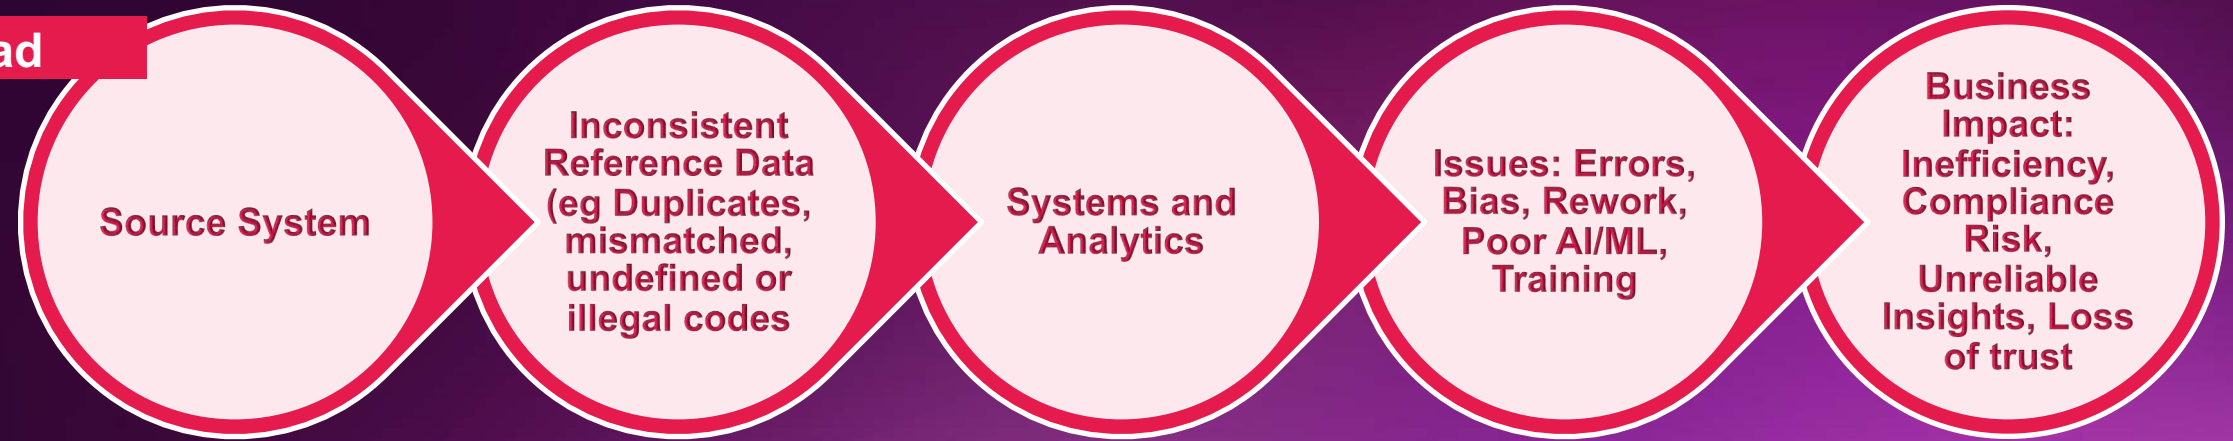 ad
Source System
Inconsistent
Reference Data
(eg Duplicates,
mismatched,
undefined or
illegal codes
Systems and
Analytics
Issues: Errors,
Bias, Rework,
Poor AI/ML,
Training
Business
Impact:
Inefficiency,
Compliance
Risk,
Unreliable
Insights, Loss
of trust